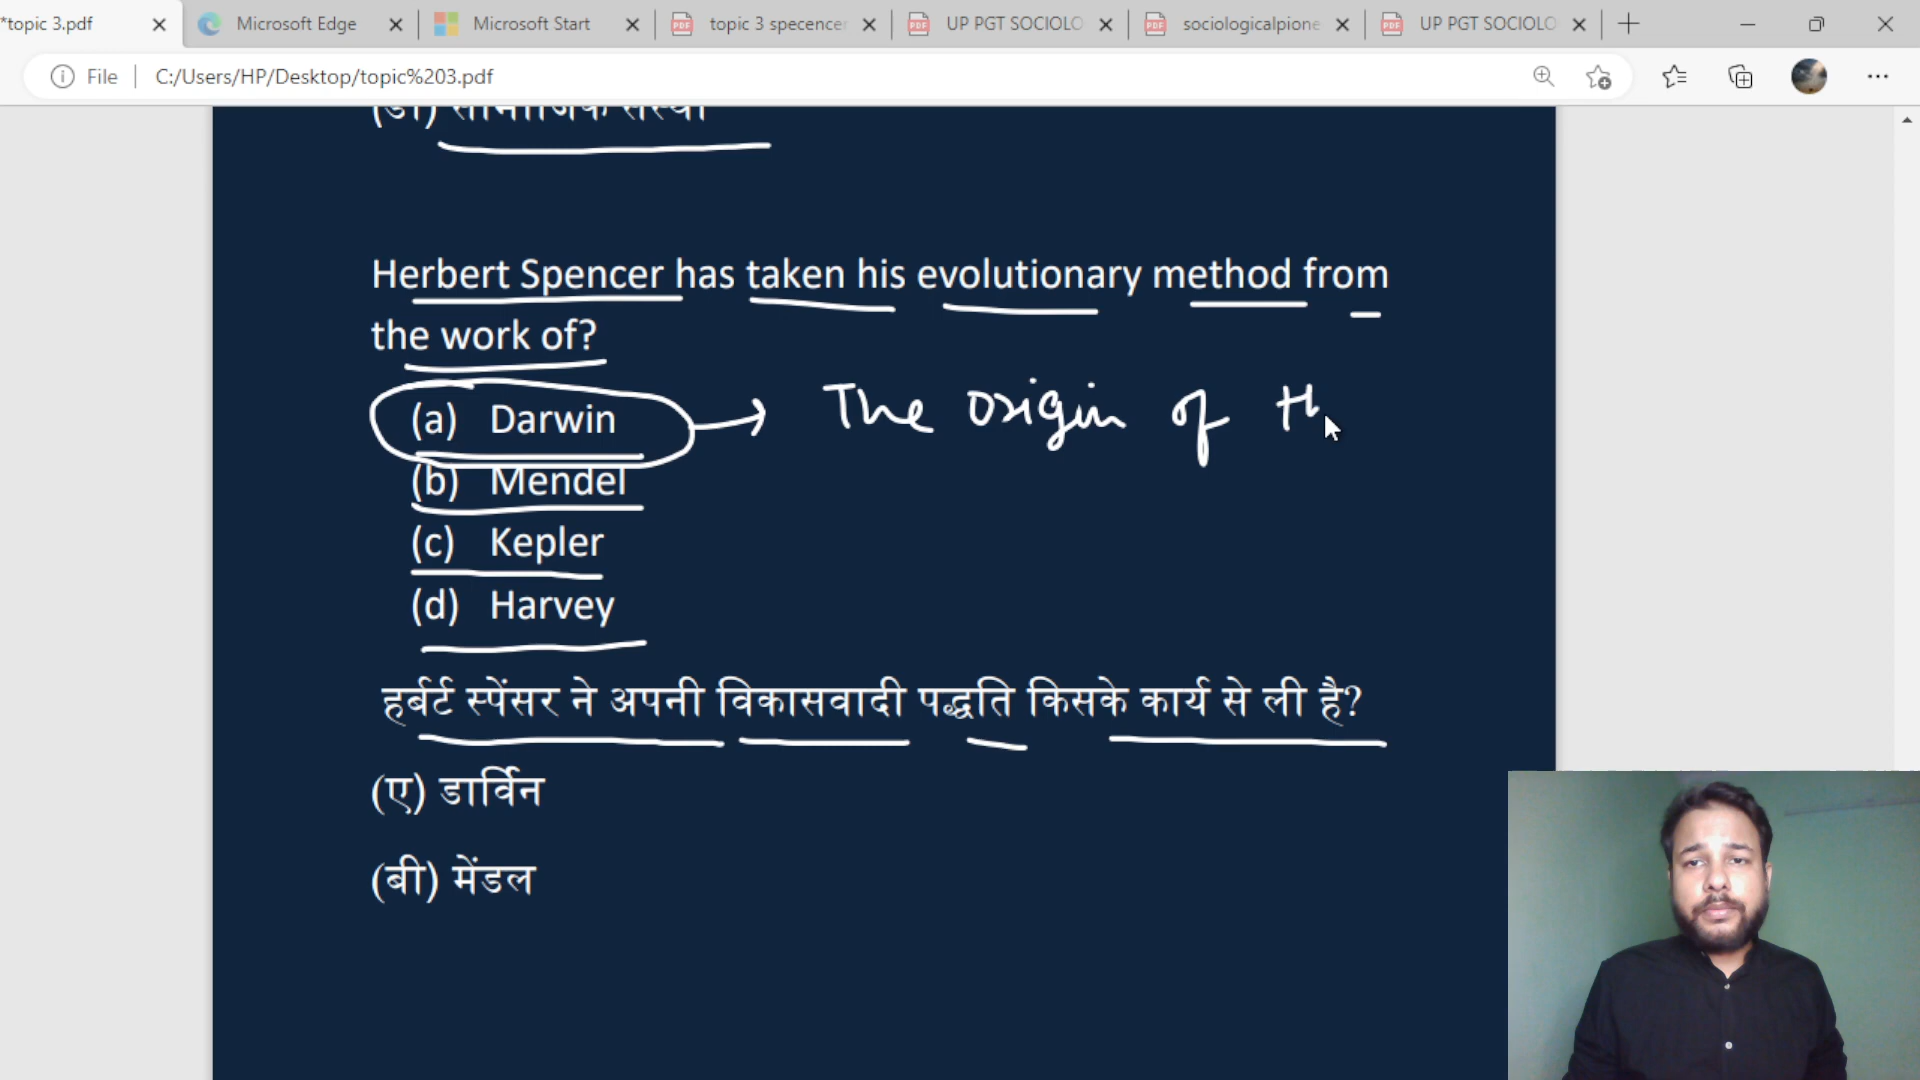 *topic 3.pdf
Microsoft Edge
Microsoft Start
topic 3 specencer
UP PGT SOCIOLO
sociologicalpione
UP PGT SOCIOLO
File
C:/Users/HP/Desktop/topic%203.pdf
(डी) सामाजिक संस्था
Herbert Spencer has taken his evolutionary method from
the work of?
(a) Darwin → The origin of th
(b) Mendel
(c) Kepler
(d) Harvey
हर्बर्ट स्पेंसर ने अपनी विकासवादी पद्धति किसके कार्य से ली है?
(ए) डार्विन
(बी) मेंडल